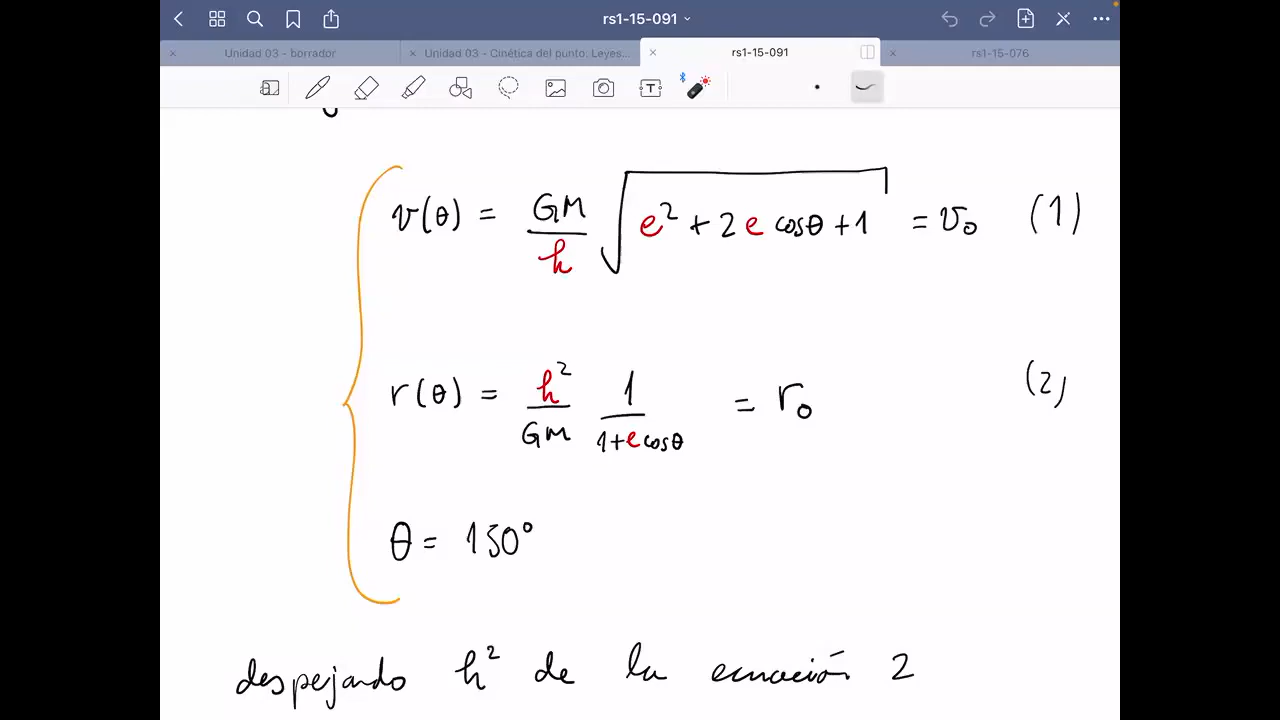 rs1-15-091
Unidad 03 - borrador
Unidad 03 - Cinética del punto: Leyes...
rs1-15-091
rs1-15-076
v(θ) = GM/h √(e² + 2e cosθ + 1) = v₀ (1)
r(θ) = h²/GM 1/(1+e cosθ) = r₀ (2)
θ = 150°
despejando h² de la ecuación 2